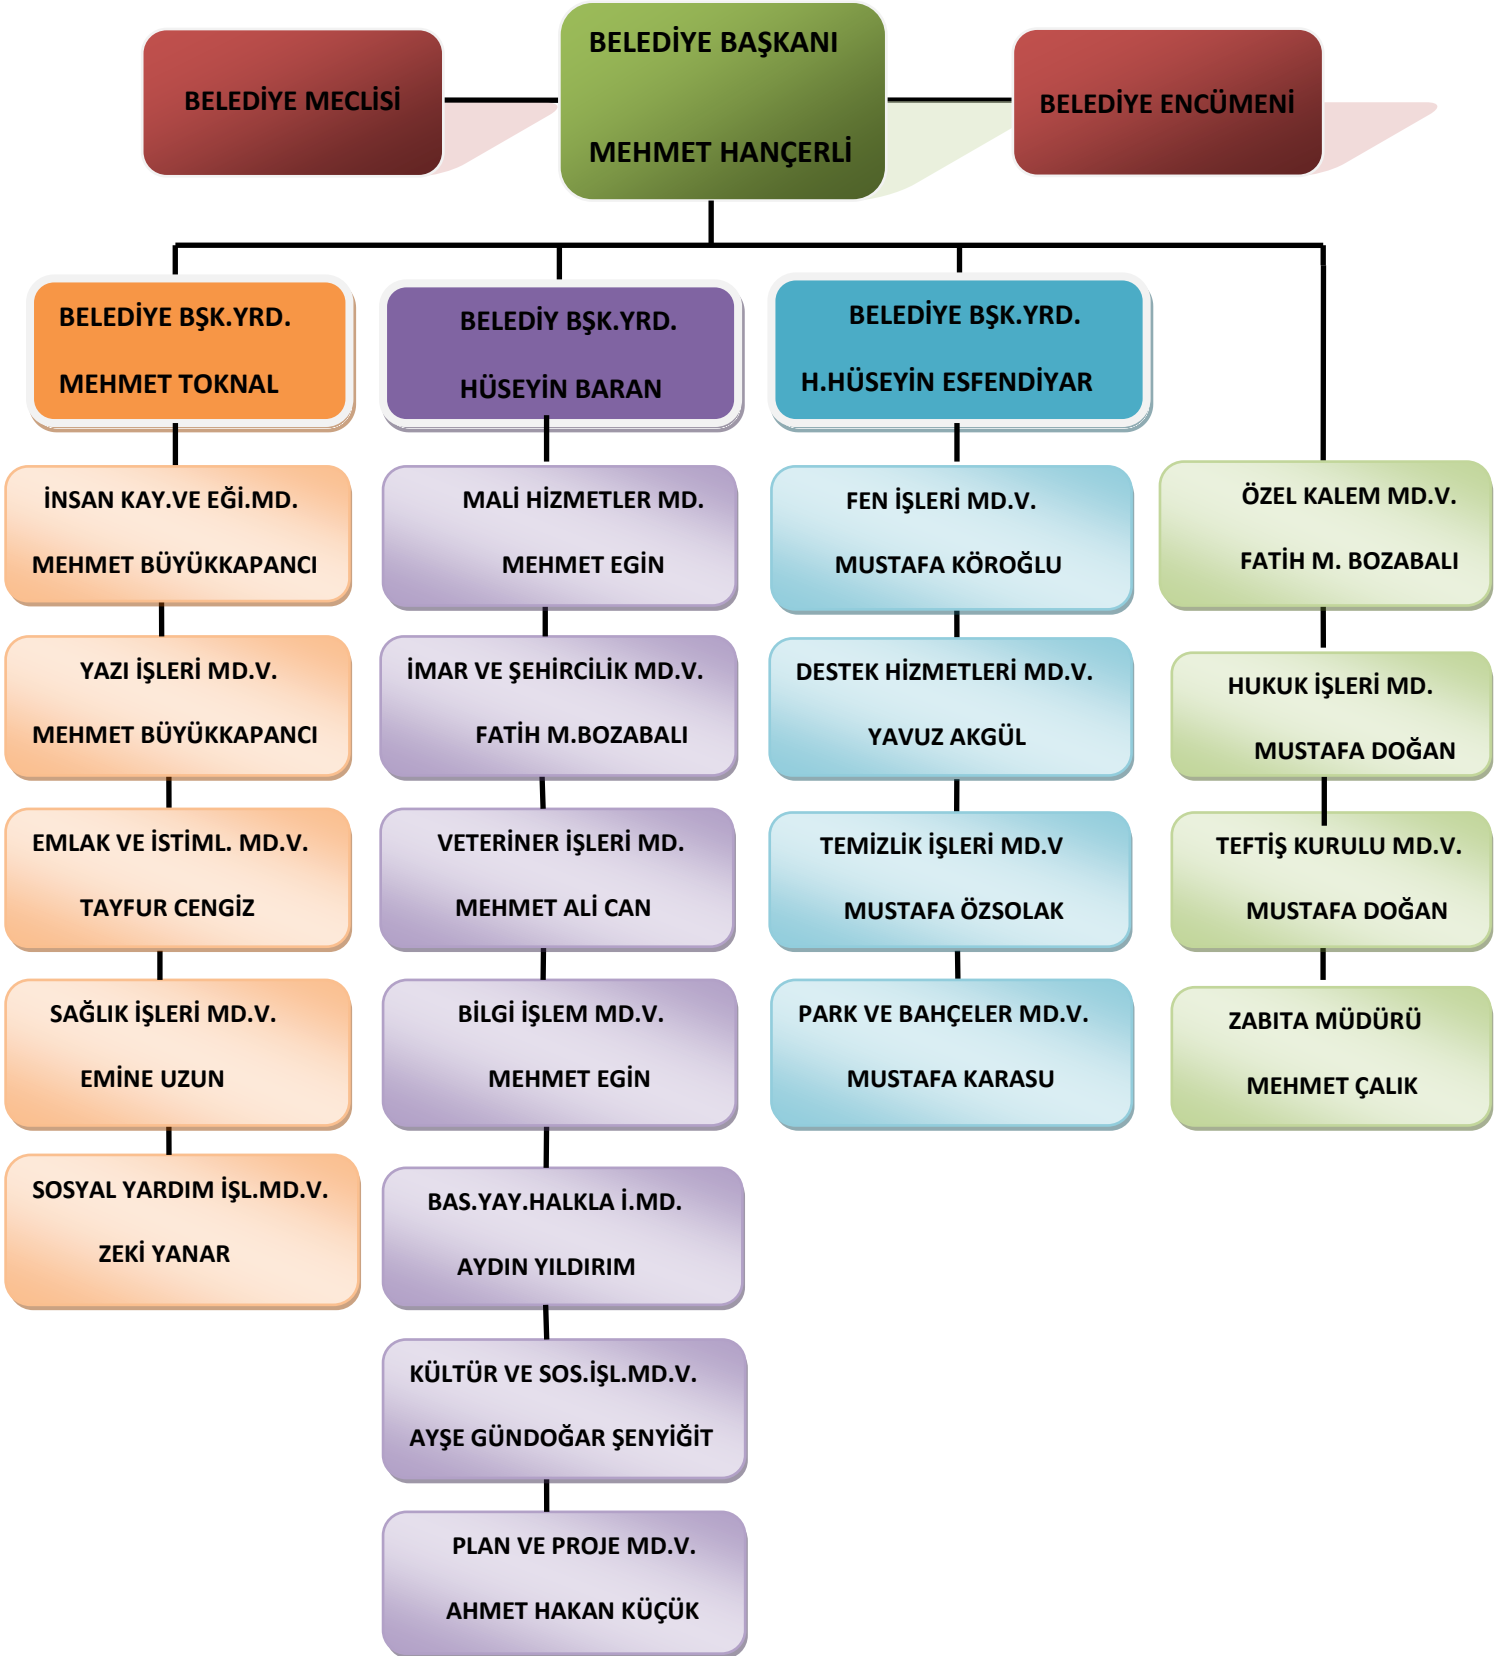 BELEDİYE MECLİSİ
BELEDİYE BAŞKANI
MEHMET HANÇERLİ
BELEDİYE ENCÜMENİ
BELEDİYE BŞK.YRD.
MEHMET TOKNAL
İNSAN KAY.VE EĞİ.MD.
MEHMET BÜYÜKKAPANCI
YAZI İŞLERİ MD.V.
MEHMET BÜYÜKKAPANCI
EMLAK VE İSTİML. MD.V.
TAYFUR CENGİZ
SAĞLIK İŞLERİ MD.V.
EMİNE UZUN
SOSYAL YARDIM İŞL.MD.V.
ZEKİ YANAR
BELEDİY BŞK.YRD.
HÜSEYİN BARAN
MALİ HİZMETLER MD.
MEHMET EGİN
İMAR VE ŞEHİRCİLİK MD.V.
FATİH M.BOZABALI
VETERİNER İŞLERİ MD.
MEHMET ALİ CAN
BİLGİ İŞLEM MD.V.
MEHMET EGİN
BAS.YAY.HALKLA İ.MD.
AYDIN YILDIRIM
KÜLTÜR VE SOS.İŞL.MD.V.
AYŞE GÜNDOĞAR ŞENYİĞİT
PLAN VE PROJE MD.V.
AHMET HAKAN KÜÇÜK
BELEDİYE BŞK.YRD.
H.HÜSEYİN ESFENDİYAR
FEN İŞLERİ MD.V.
MUSTAFA KÖROĞLU
DESTEK HİZMETLERİ MD.V.
YAVUZ AKGÜL
TEMİZLİK İŞLERİ MD.V
MUSTAFA ÖZSOLAK
PARK VE BAHÇELER MD.V.
MUSTAFA KARASU
ÖZEL KALEM MD.V.
FATİH M. BOZABALI
HUKUK İŞLERİ MD.
MUSTAFA DOĞAN
TEFTİŞ KURULU MD.V.
MUSTAFA DOĞAN
ZABITA MÜDÜRÜ
MEHMET ÇALIK